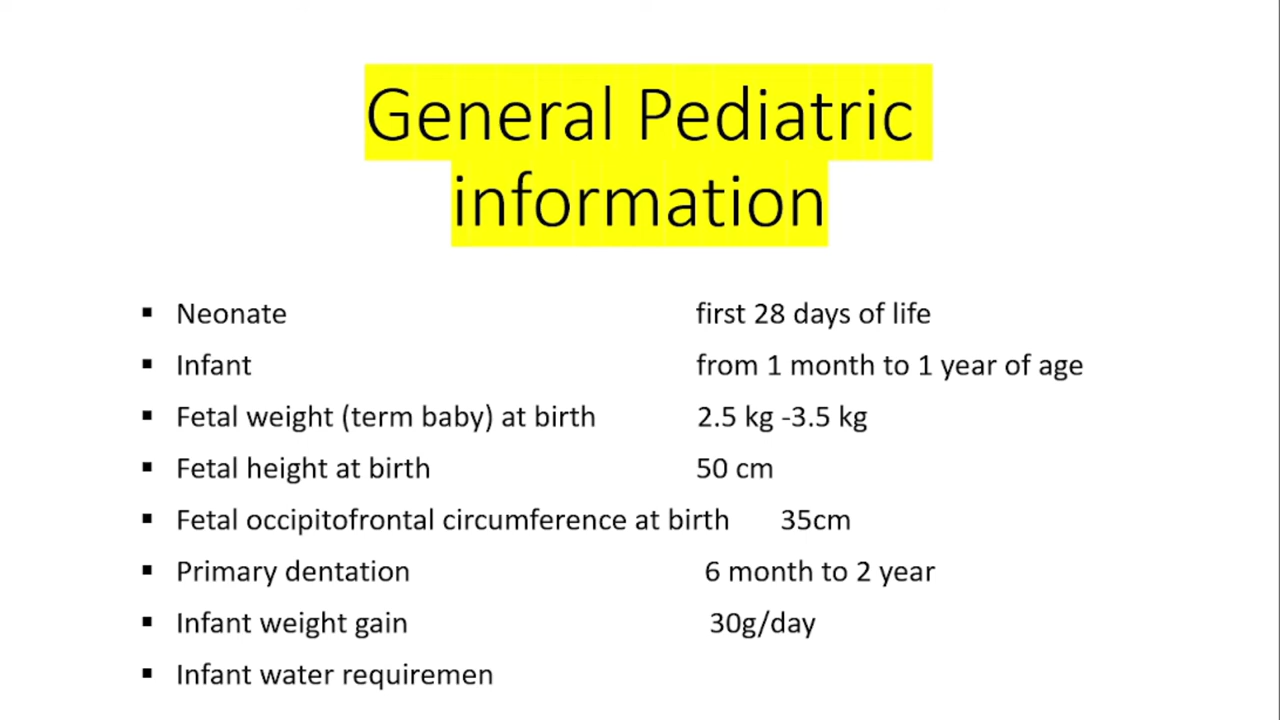 General Pediatric
information
▪ Neonate first 28 days of life
▪ Infant from 1 month to 1 year of age
▪ Fetal weight (term baby) at birth 2.5 kg -3.5 kg
▪ Fetal height at birth 50 cm
▪ Fetal occipitofrontal circumference at birth 35cm
▪ Primary dentation 6 month to 2 year
▪ Infant weight gain 30g/day
▪ Infant water requiremen